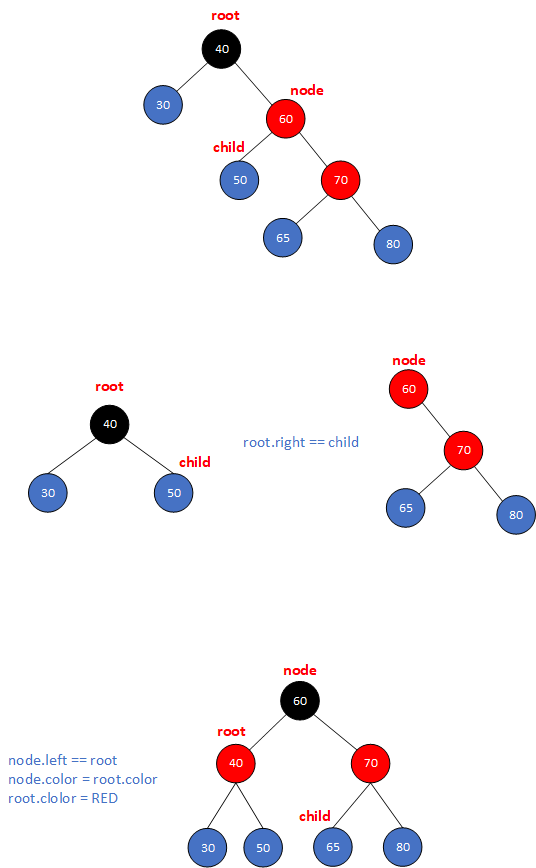 root
40
node
30
60
child
50
70
65
80
node
root
60
40
root.right == child
child
70
30
50
65
80
node
60
root
node.left == root
40
70
node.color = root.color
root.clolor = RED
child
30
50
65
80